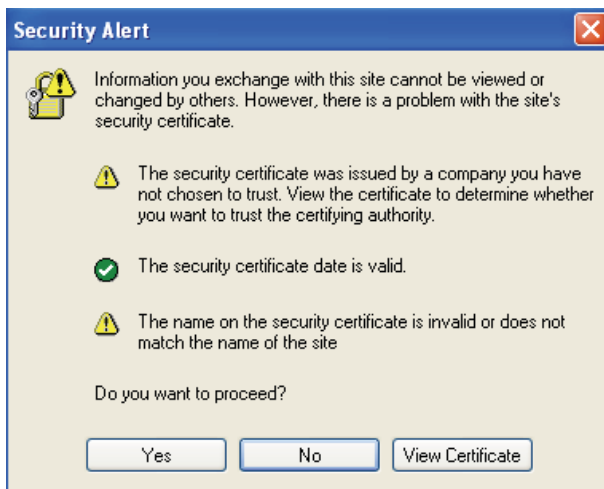 Security Alert
Information you exchange with this site cannot be viewed or
changed by others. However, there is a problem with the site's
security certificate.
The security certificate was issued by a company you have
not chosen to trust. View the certificate to determine whether
you want to trust the certifying authority.
The security certificate date is valid.
The name on the security certificate is invalid or does not
match the name of the site
Do you want to proceed?
Yes
No
View Certificate